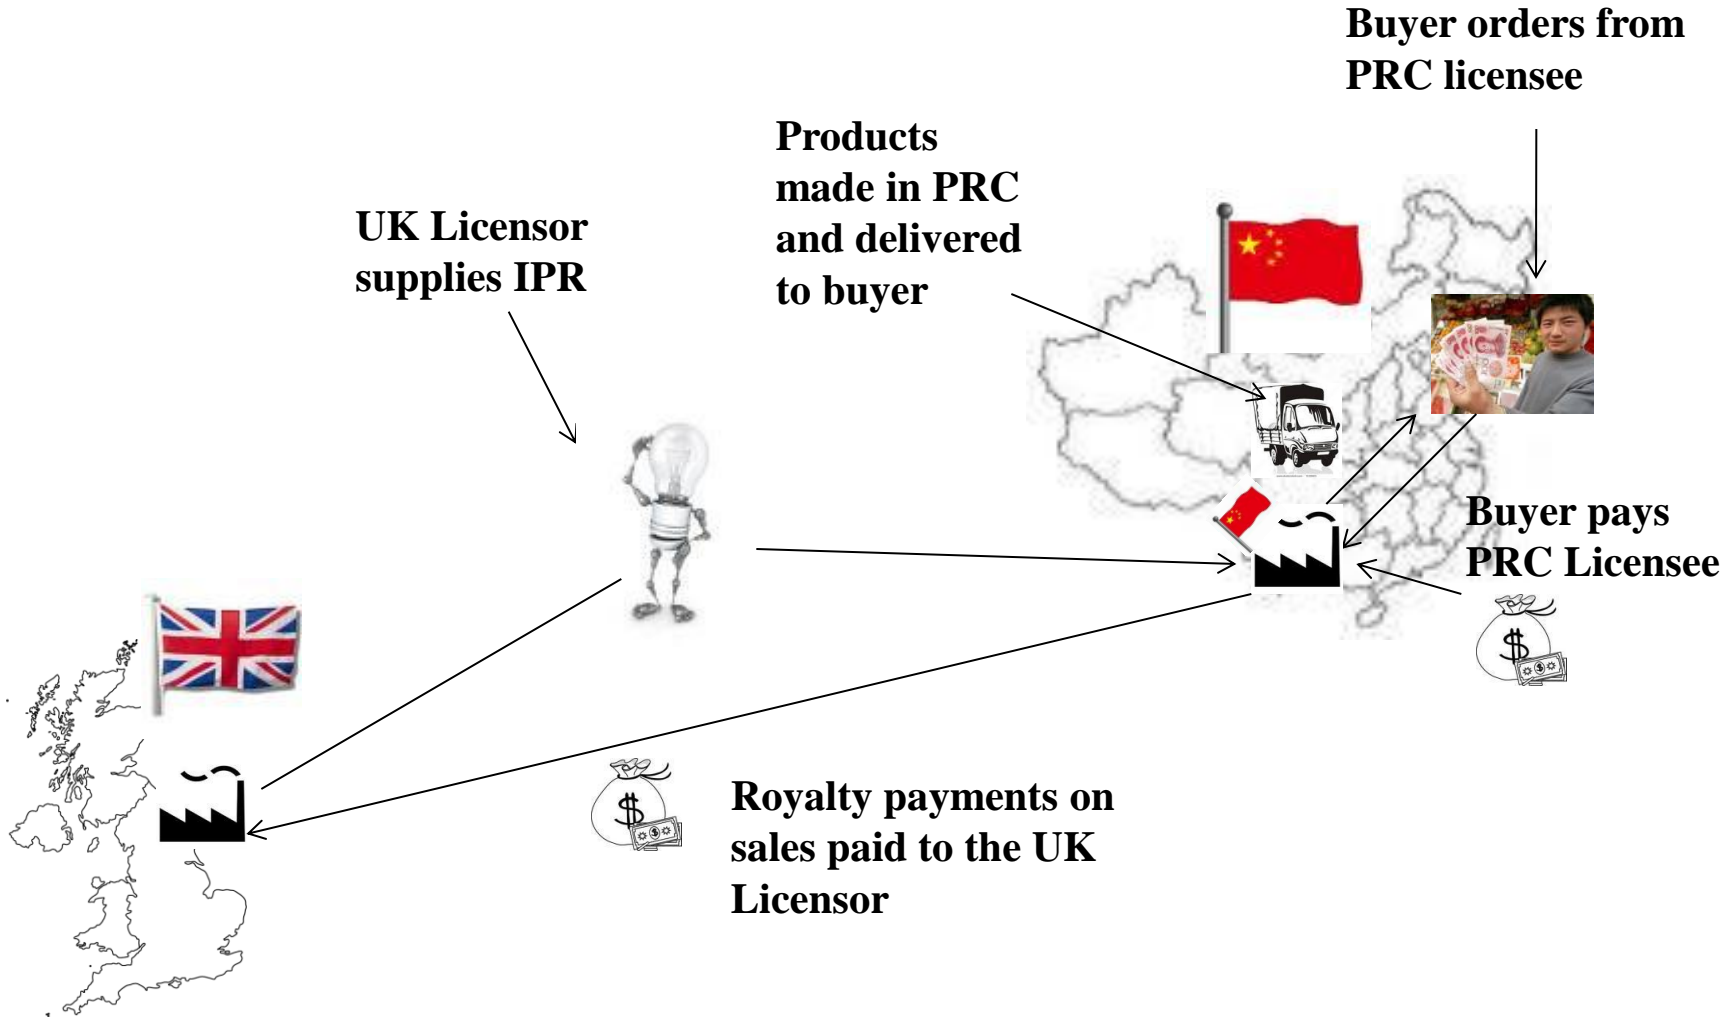 Buyer orders from
PRC licensee
Products
made in PRC
and delivered
to buyer
UK Licensor
supplies IPR
Buyer pays
PRC Licensee
$
$
Royalty payments on
sales paid to the UK
Licensor